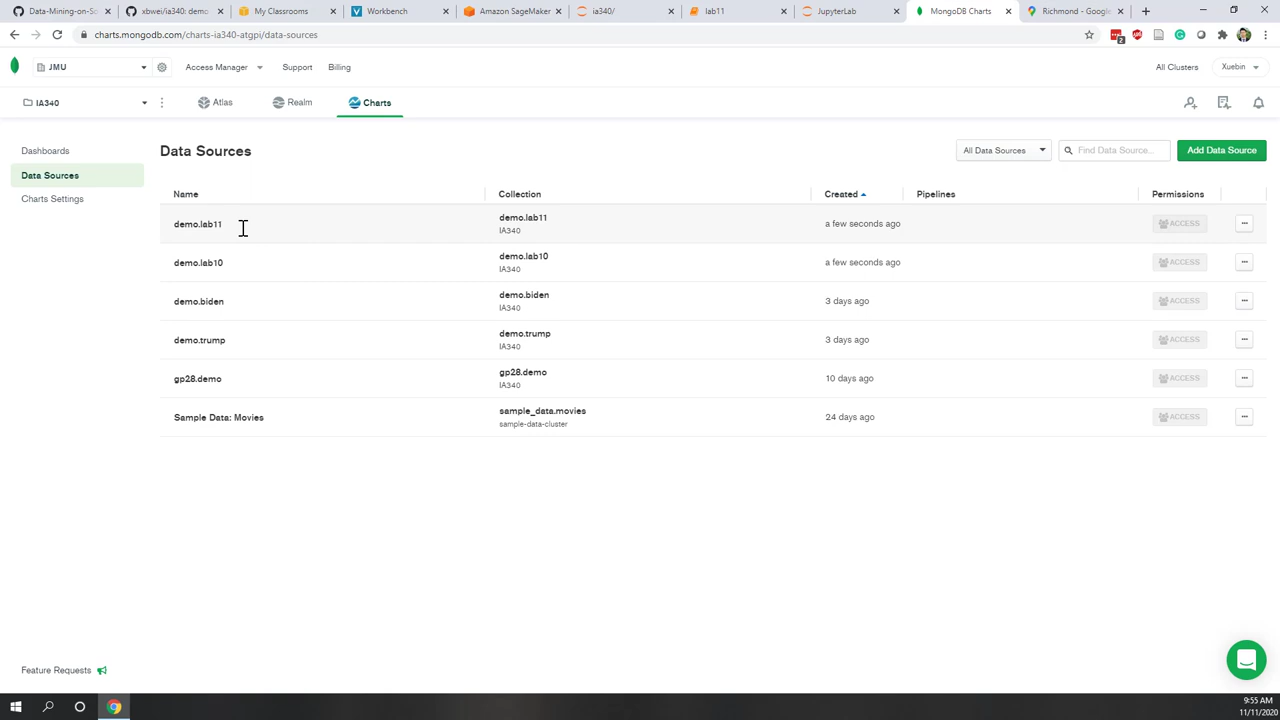 Data-Mining-on-Sc
xbwei/ia340: demo
My Classrooms
Workbench
Amazon SageMaker
ia340/
lab11
JupyterLab
MongoDB Charts
Richmond - Google
charts.mongodb.com/charts-ia340-atgpi/data-sources
2
JMU
Access Manager
Support
Billing
All Clusters
Xuebin
IA340
Atlas
Realm
Charts
Dashboards
Data Sources
Charts Settings
Data Sources
All Data Sources
Find Data Source...
Add Data Source
Name
Collection
Created
Pipelines
Permissions
demo.lab11
demo.lab11
IA340
a few seconds ago
ACCESS
demo.lab10
demo.lab10
IA340
a few seconds ago
ACCESS
demo.biden
demo.biden
IA340
3 days ago
ACCESS
demo.trump
demo.trump
IA340
3 days ago
ACCESS
gp28.demo
gp28.demo
IA340
10 days ago
ACCESS
Sample Data: Movies
sample_data.movies
sample-data-cluster
24 days ago
ACCESS
Feature Requests
9:55 AM
11/11/2020